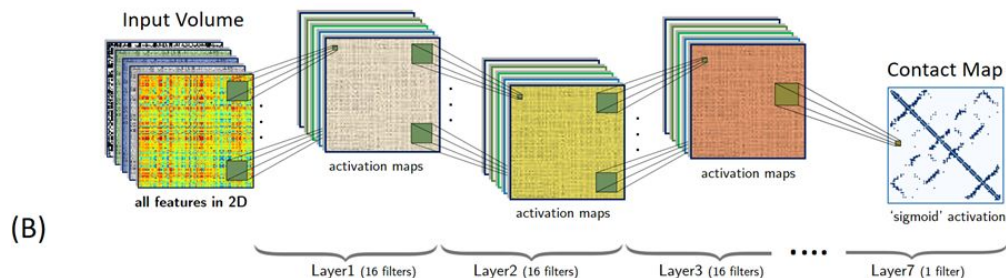 Input Volume
Contact Map
activation maps
activation maps
activation maps
all features in 2D
'sigmoid' activation
(B)
Layer1 (16 filters)
Layer2 (16 filters)
Layer3 (16 filters)
Layer7 (1 filter)